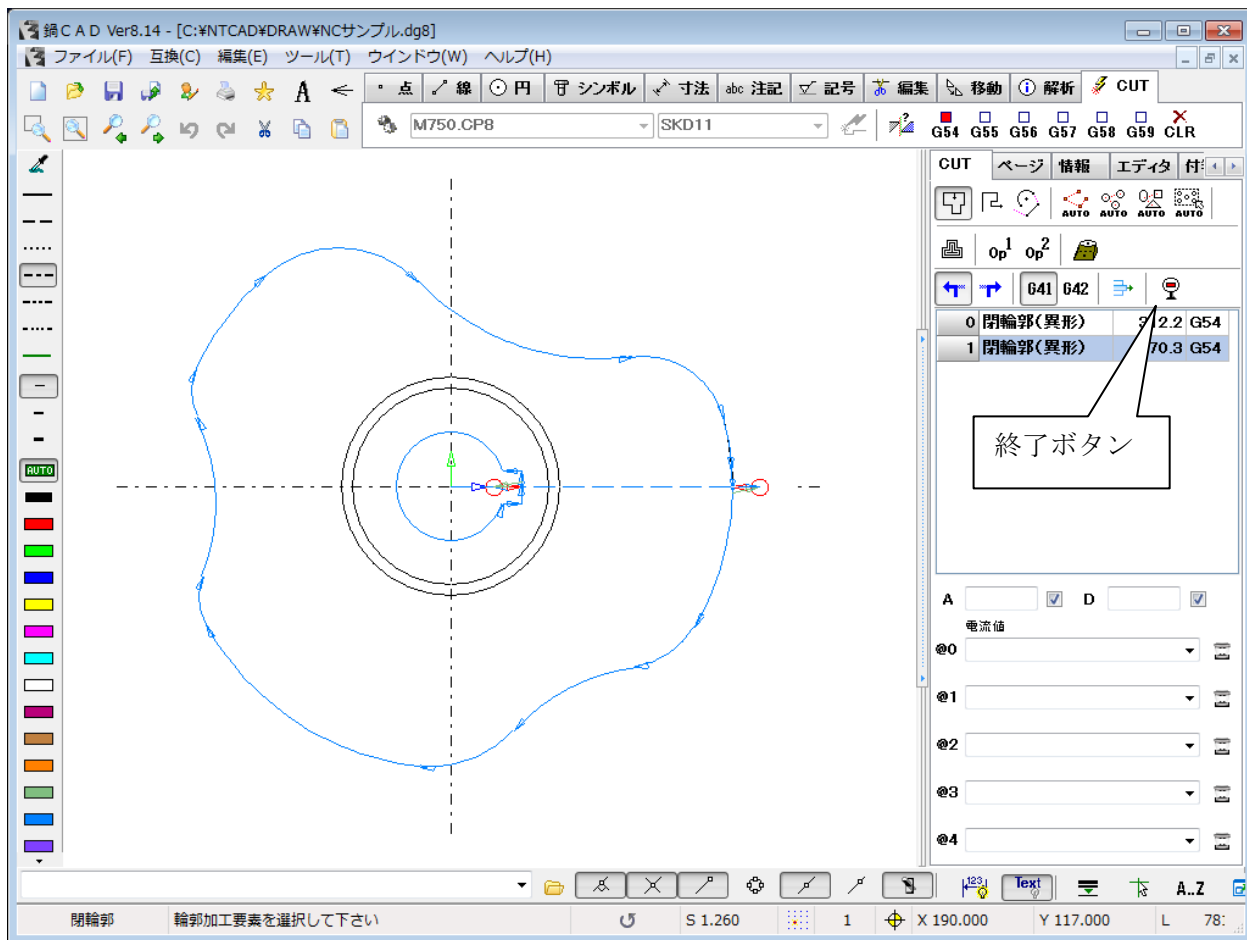 鍋CAD Ver8.14 - [C:¥NTCAD¥DRAW¥NCサンプル.dg8]
ファイル(F) 互換(C) 編集(E) ツール(T) ウインドウ(W) ヘルプ(H)
A 点 線 円 シンボル 寸法 abc 注記 記号 編集 移動 解析 CUT
M750.CP8 SKD11 G54 G55 G56 G57 G58 G59 CLR
CUT ページ 情報 エディタ
AUTO AUTO AUTO AUTO
Op1 Op2
G41 G42
0 閉輪郭(異形) G54
1 閉輪郭(異形) 70.3 G54
終了ボタン
AUTO
A D
電流値
@0
@1
@2
@3
@4
123 Text A..Z
閉輪郭 輪郭加工要素を選択して下さい S 1.260 1 X 190.000 Y 117.000 L